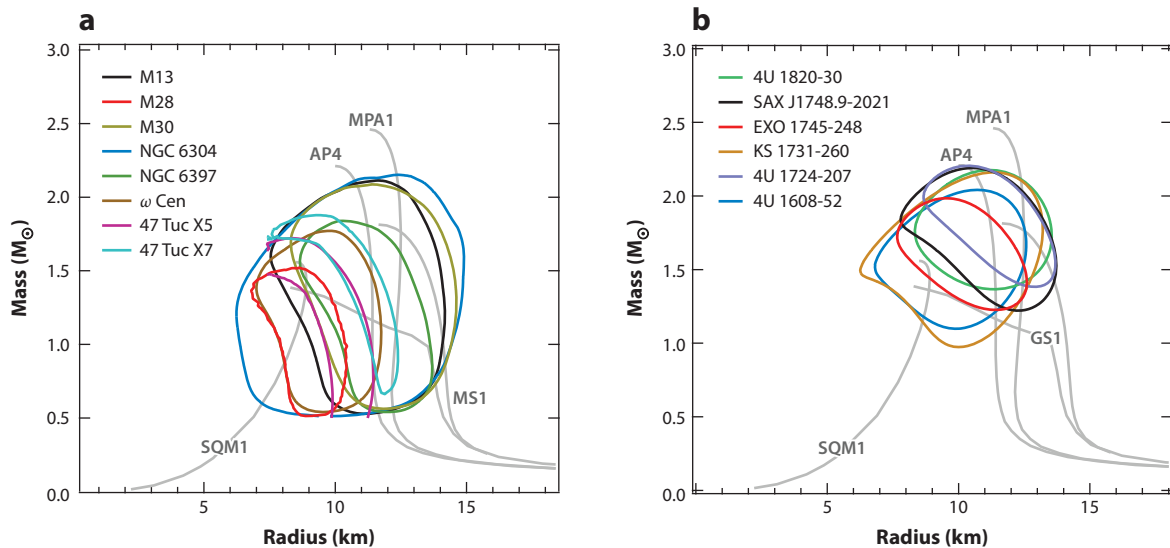 a
3.0
2.5
2.0
1.5
1.0
0.5
0.0
Mass (M☉)
M13
M28
M30
NGC 6304
NGC 6397
ω Cen
47 Tuc X5
47 Tuc X7
MPA1
AP4
MS1
SQM1
5
10
15
Radius (km)
b
3.0
2.5
2.0
1.5
1.0
0.5
0.0
Mass (M☉)
4U 1820-30
SAX J1748.9-2021
EXO 1745-248
KS 1731-260
4U 1724-207
4U 1608-52
MPA1
AP4
GS1
SQM1
5
10
15
Radius (km)